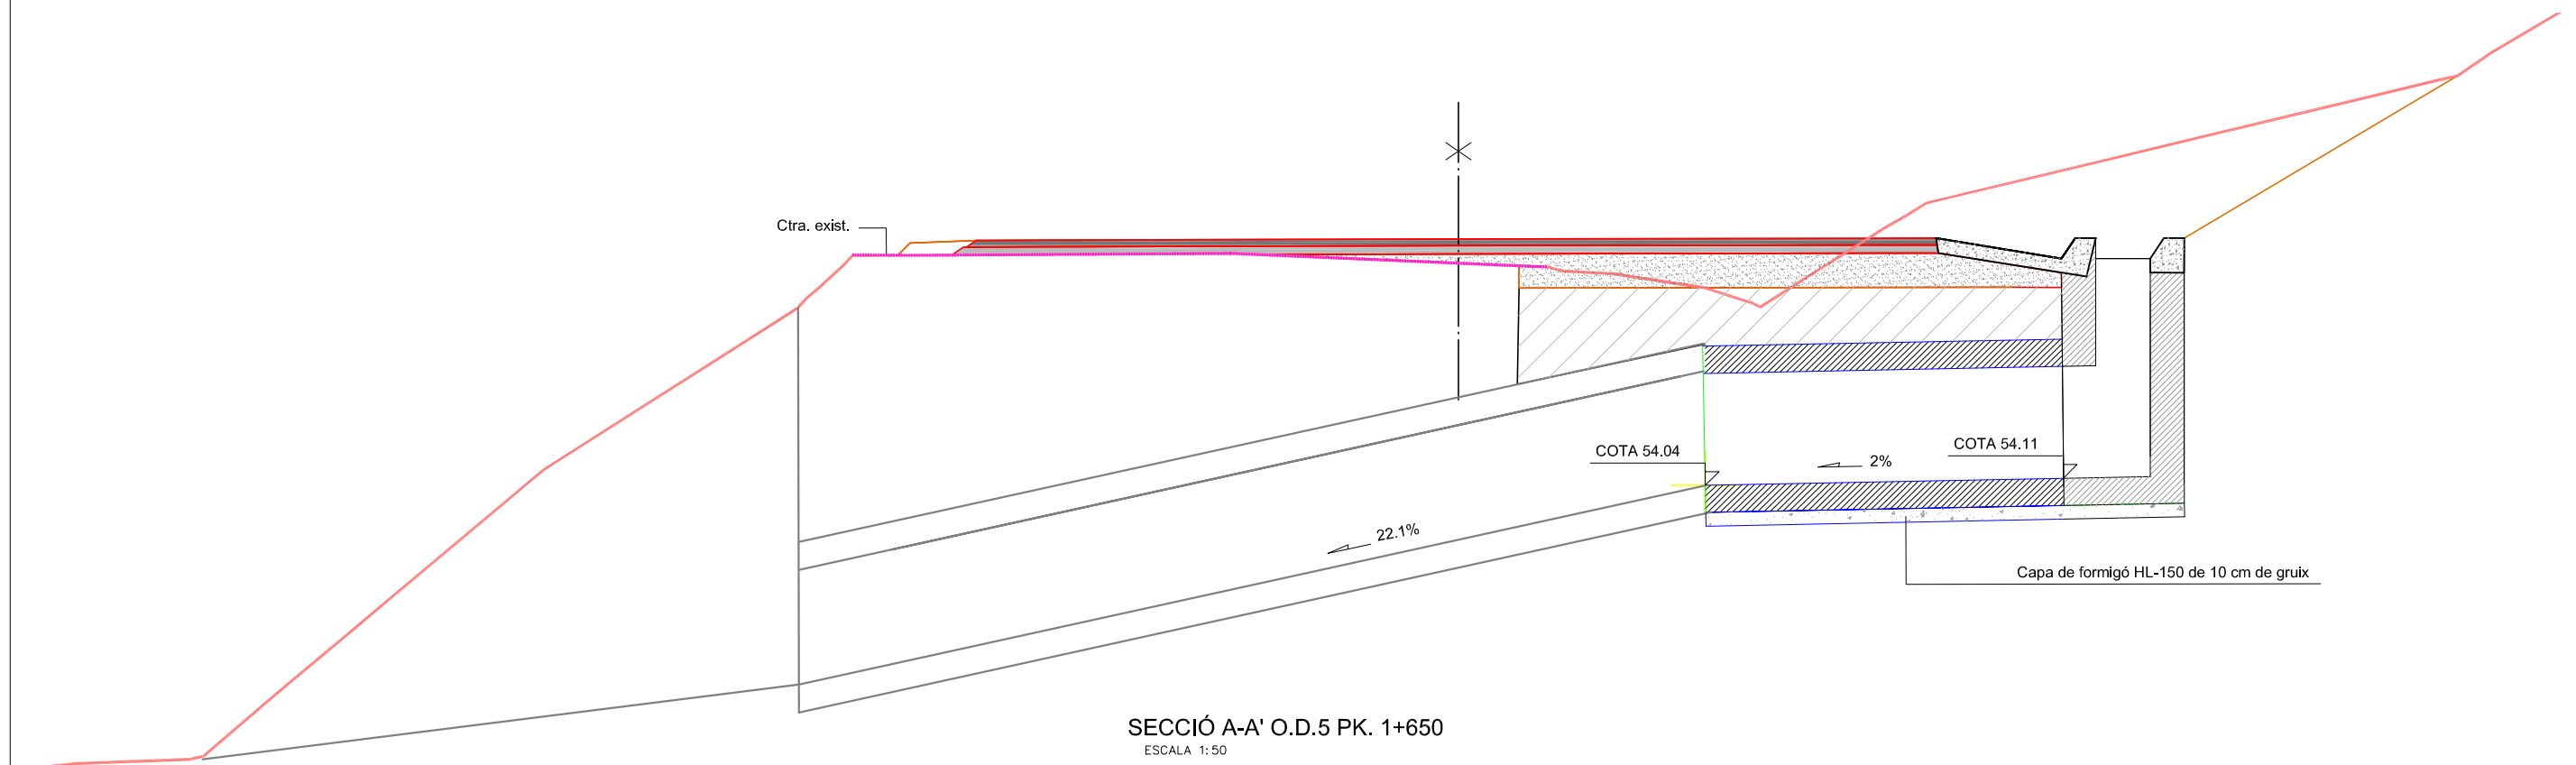 Ctra. exist.
COTA 54.04
COTA 54.11
2%
22.1%
Capa de formigó HL-150 de 10 cm de gruix
SECCIÓ A-A' O.D.5 PK. 1+650
ESCALA 1:50